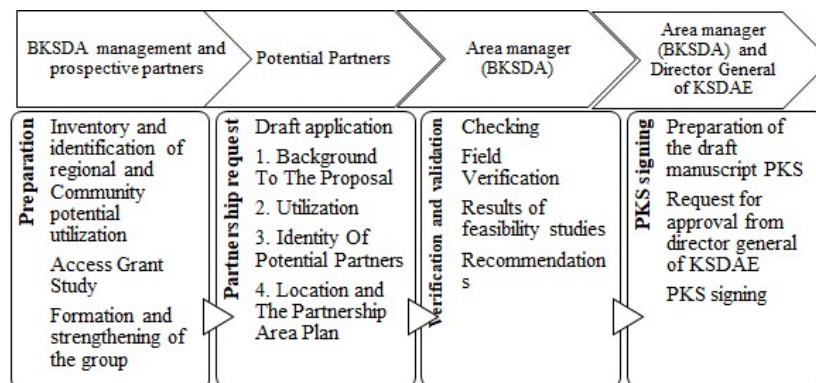 BKSDA management and
prospective partners
Potential Partners
Area manager
(BKSDA)
Area manager
(BKSDA) and
Director General
of KSDAE
Preparation
Inventory and
identification of
regional and
Community
potential
utilization
Access Grant
Study
Formation and
strengthening of
the group
Partnership request
Draft application
1. Background
To The Proposal
2. Utilization
3. Identity Of
Potential Partners
4. Location and
The Partnership
Area Plan
Verification and validation
Checking
Field
Verification
Results of
feasibility studies
Recommendation
s
PKS signing
Preparation of
the draft
manuscript PKS
Request for
approval from
director general
of KSDAE
PKS signing